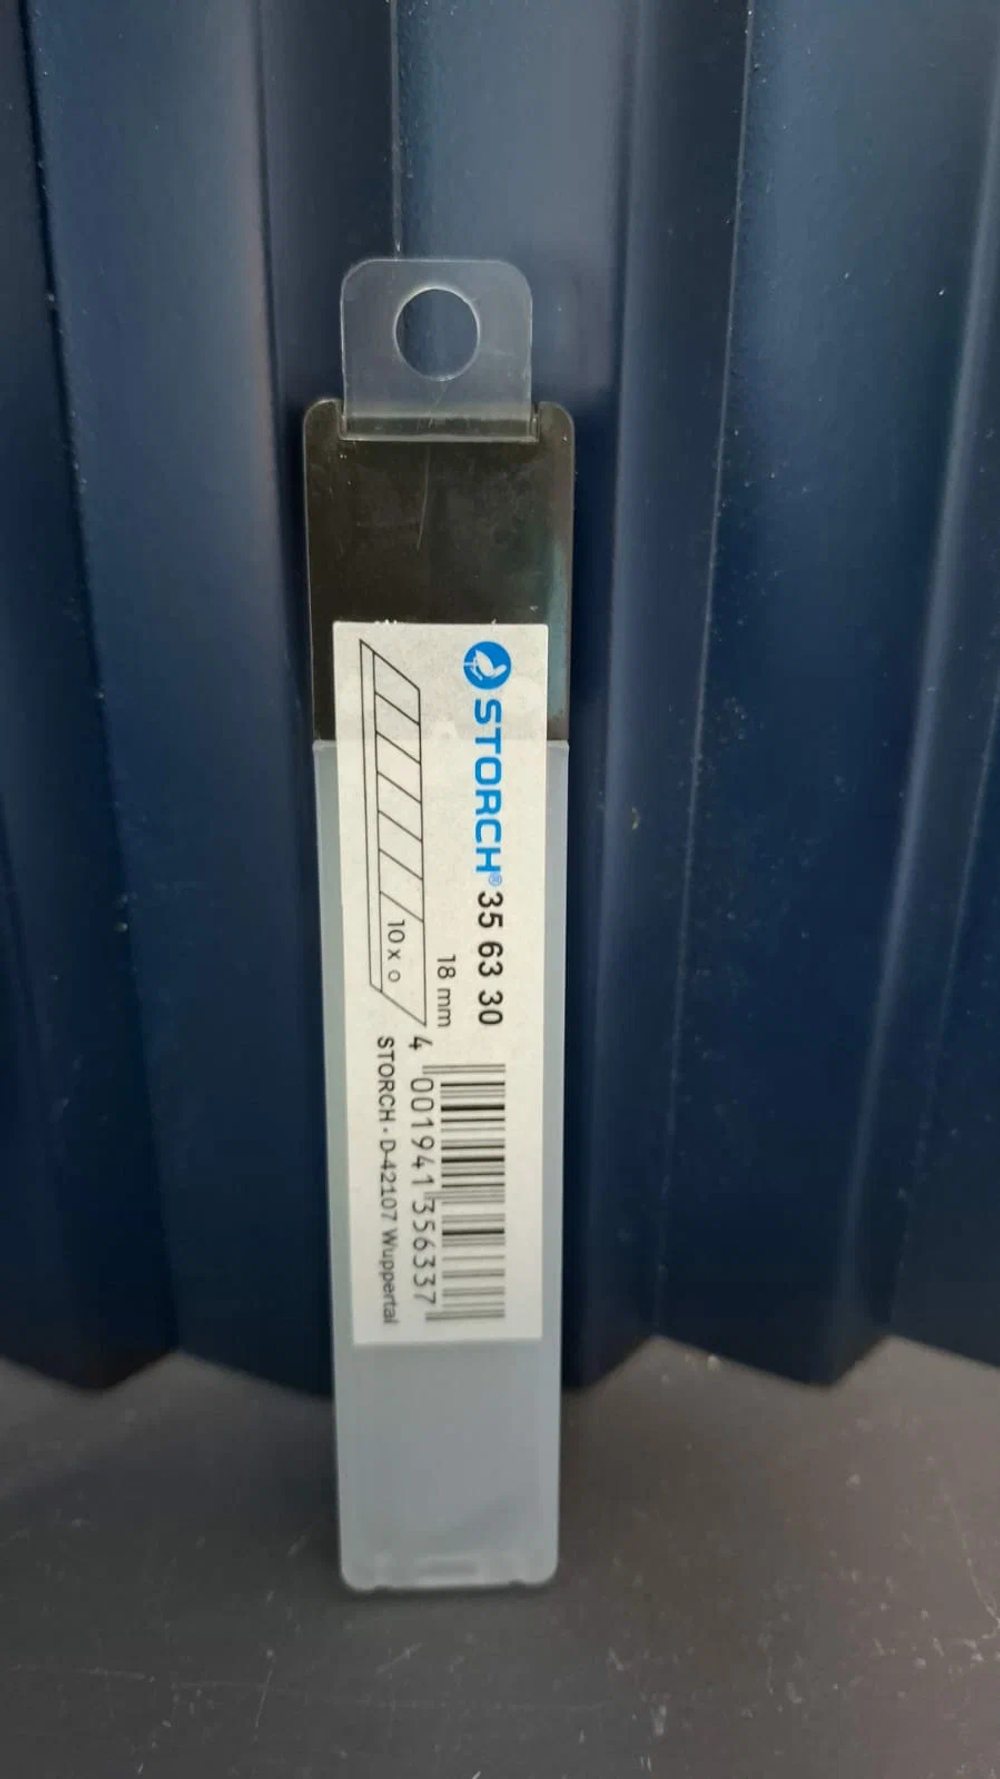 STORCH® 35 63 30
18 mm
10 x
4 001941 356337
STORCH · D-42107 Wuppertal